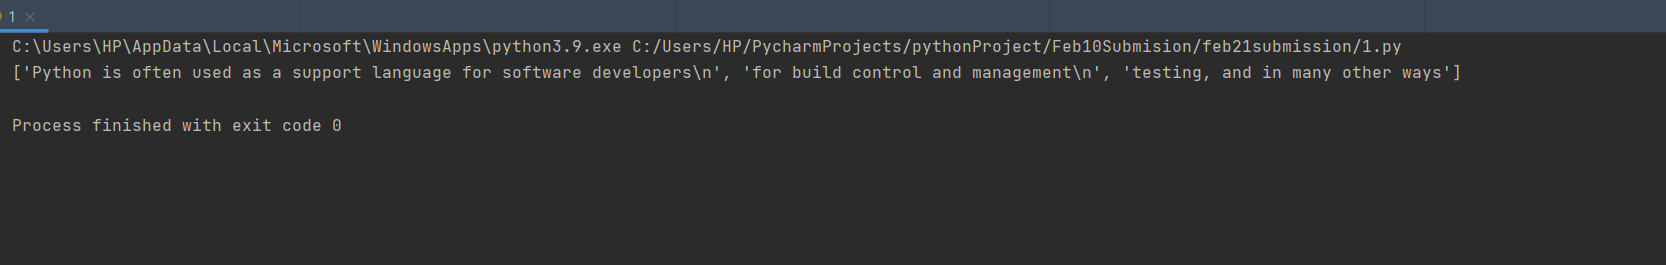 1
C:\Users\HP\AppData\Local\Microsoft\WindowsApps\python3.9.exe C:/Users/HP/PycharmProjects/pythonProject/Feb10Submision/feb21submission/1.py
['Python is often used as a support language for software developers\n', 'for build control and management\n', 'testing, and in many other ways']
Process finished with exit code 0